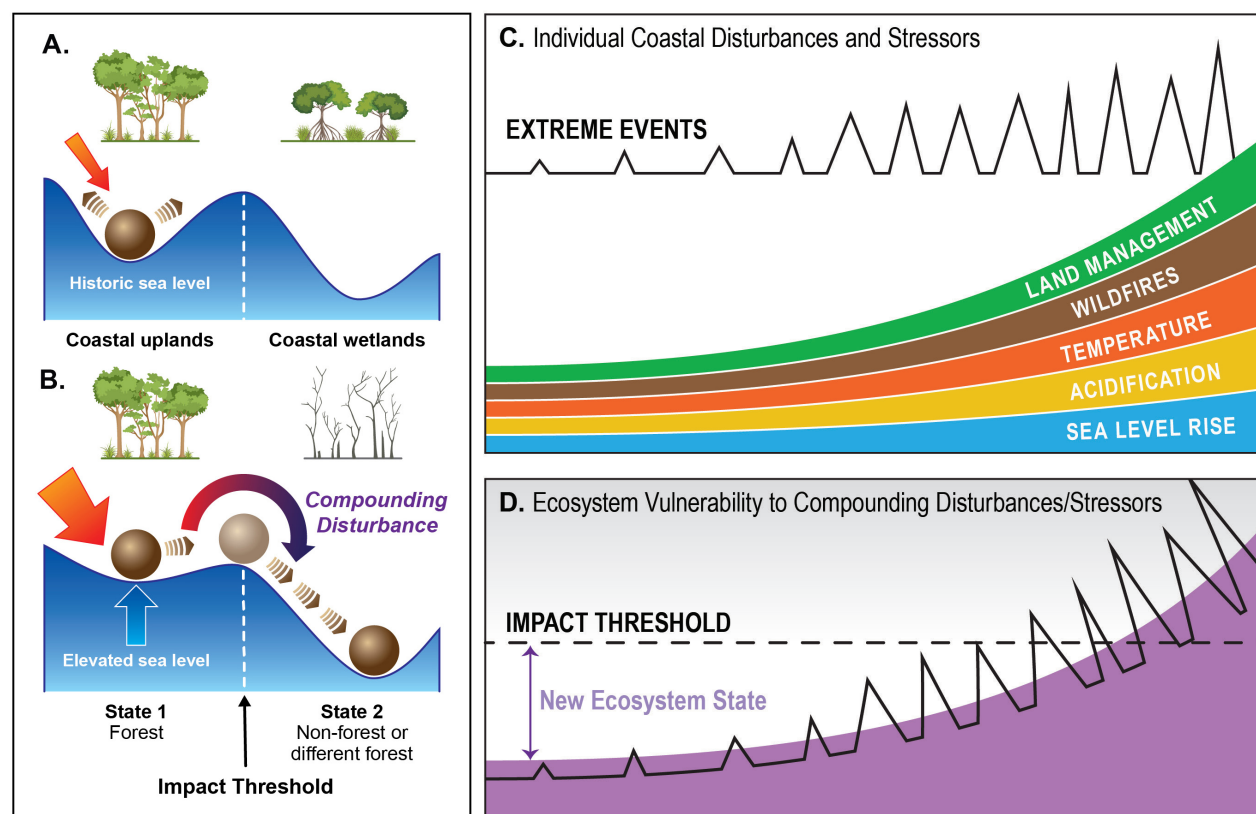 A.
Historic sea level
Coastal uplands
Coastal wetlands
B.
Compounding
Disturbance
Elevated sea level
State 1
Forest
State 2
Non-forest or
different forest
Impact Threshold
C. Individual Coastal Disturbances and Stressors
EXTREME EVENTS
LAND MANAGEMENT
WILDFIRES
TEMPERATURE
ACIDIFICATION
SEA LEVEL RISE
D. Ecosystem Vulnerability to Compounding Disturbances/Stressors
IMPACT THRESHOLD
New Ecosystem State